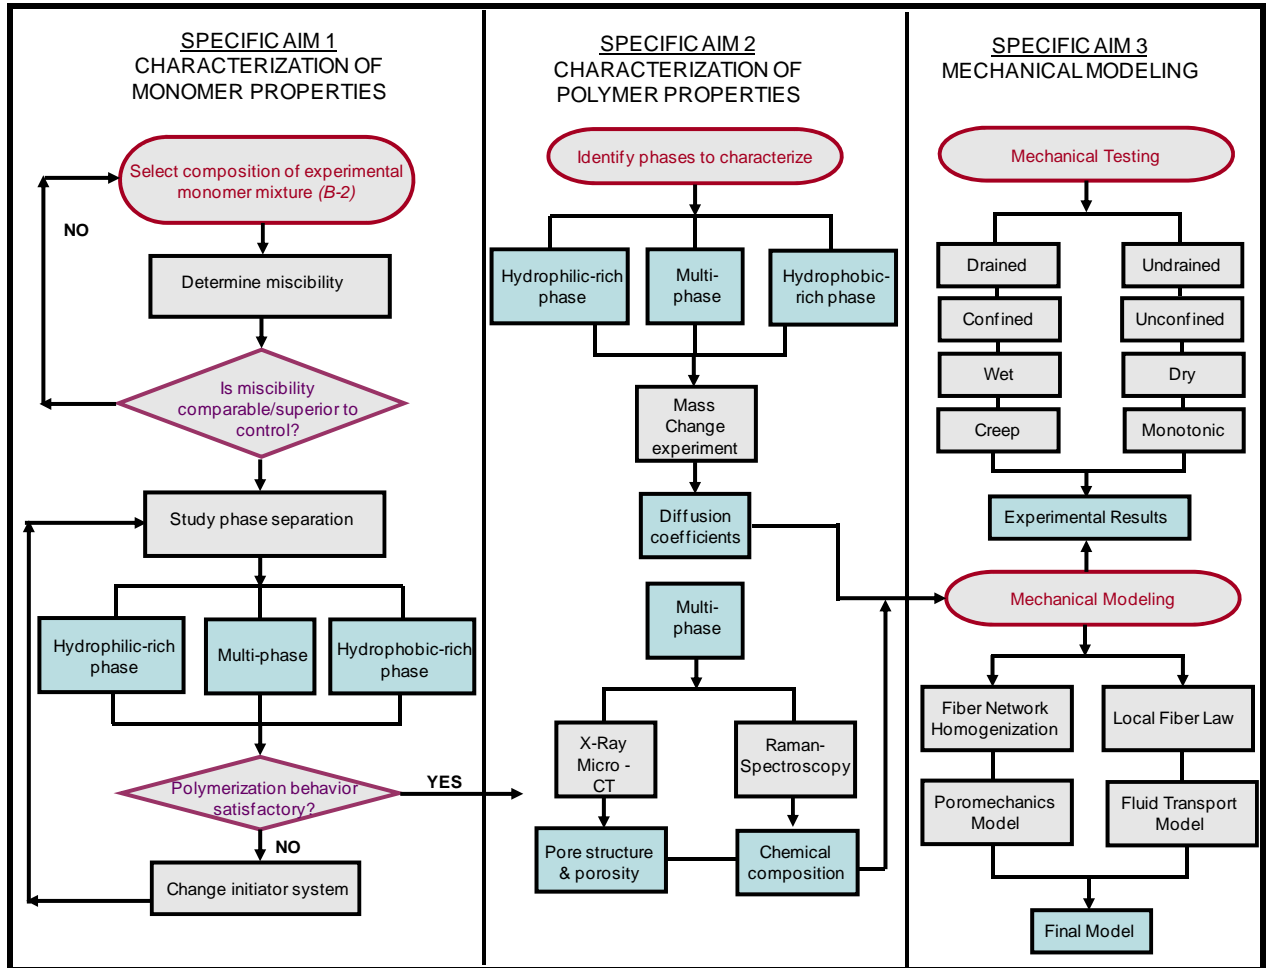 SPECIFIC AIM 1
CHARACTERIZATION OF
MONOMER PROPERTIES
Select composition of experimental
monomer mixture (B-2)
NO
Determine miscibility
Is miscibility
comparable/superior to
control?
Study phase separation
Hydrophilic-rich
phase
Multi-phase
Hydrophobic-rich
phase
Polymerization behavior
satisfactory?
YES
NO
Change initiator system
SPECIFIC AIM 2
CHARACTERIZATION OF
POLYMER PROPERTIES
Identify phases to characterize
Hydrophilic-rich
phase
Multi-
phase
Hydrophobic-
rich phase
Mass
Change
experiment
Diffusion
coefficients
Multi-
phase
X-Ray
Micro -
CT
Raman-
Spectroscopy
Pore structure
& porosity
Chemical
composition
SPECIFIC AIM 3
MECHANICAL MODELING
Mechanical Testing
Drained
Confined
Wet
Creep
Undrained
Unconfined
Dry
Monotonic
Experimental Results
Mechanical Modeling
Fiber Network
Homogenization
Local Fiber Law
Poromechanics
Model
Fluid Transport
Model
Final Model